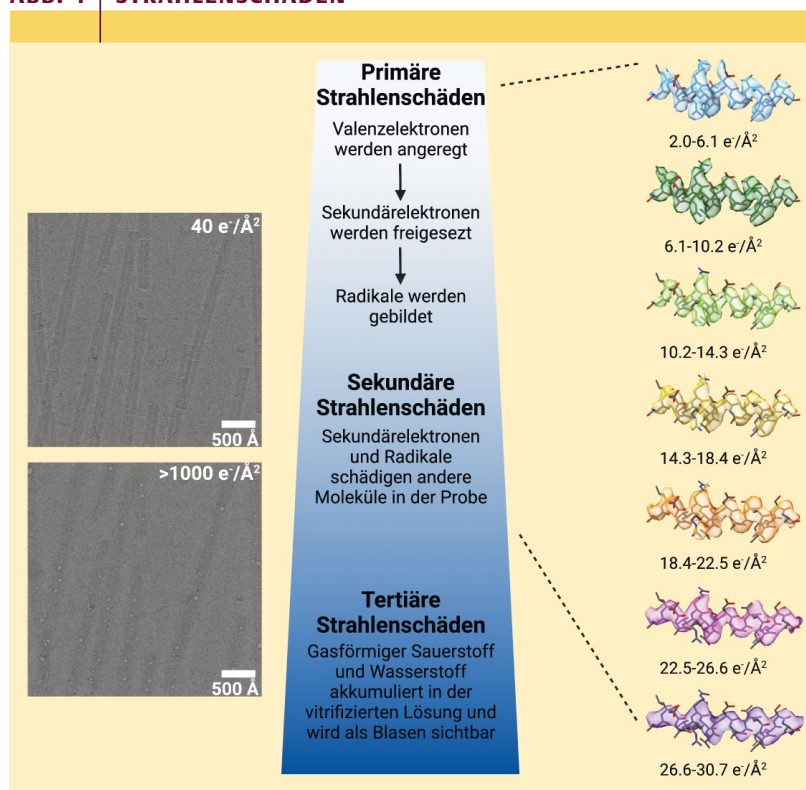 ABB. 4 | STRAHLENSCHÄDEN
Primäre
Strahlenschäden
Valenzelektronen
werden angeregt
Sekundärelektronen
werden freigesezt
Radikale werden
gebildet
Sekundäre
Strahlenschäden
Sekundärelektronen
und Radikale
schädigen andere
Moleküle in der Probe
Tertiäre
Strahlenschäden
Gasförmiger Sauerstoff
und Wasserstoff
akkumuliert in der
vitrifizierten Lösung und
wird als Blasen sichtbar
40 e⁻/Å²
500 Å
>1000 e⁻/Å²
500 Å
2.0-6.1 e⁻/Å²
6.1-10.2 e⁻/Å²
10.2-14.3 e⁻/Å²
14.3-18.4 e⁻/Å²
18.4-22.5 e⁻/Å²
22.5-26.6 e⁻/Å²
26.6-30.7 e⁻/Å²